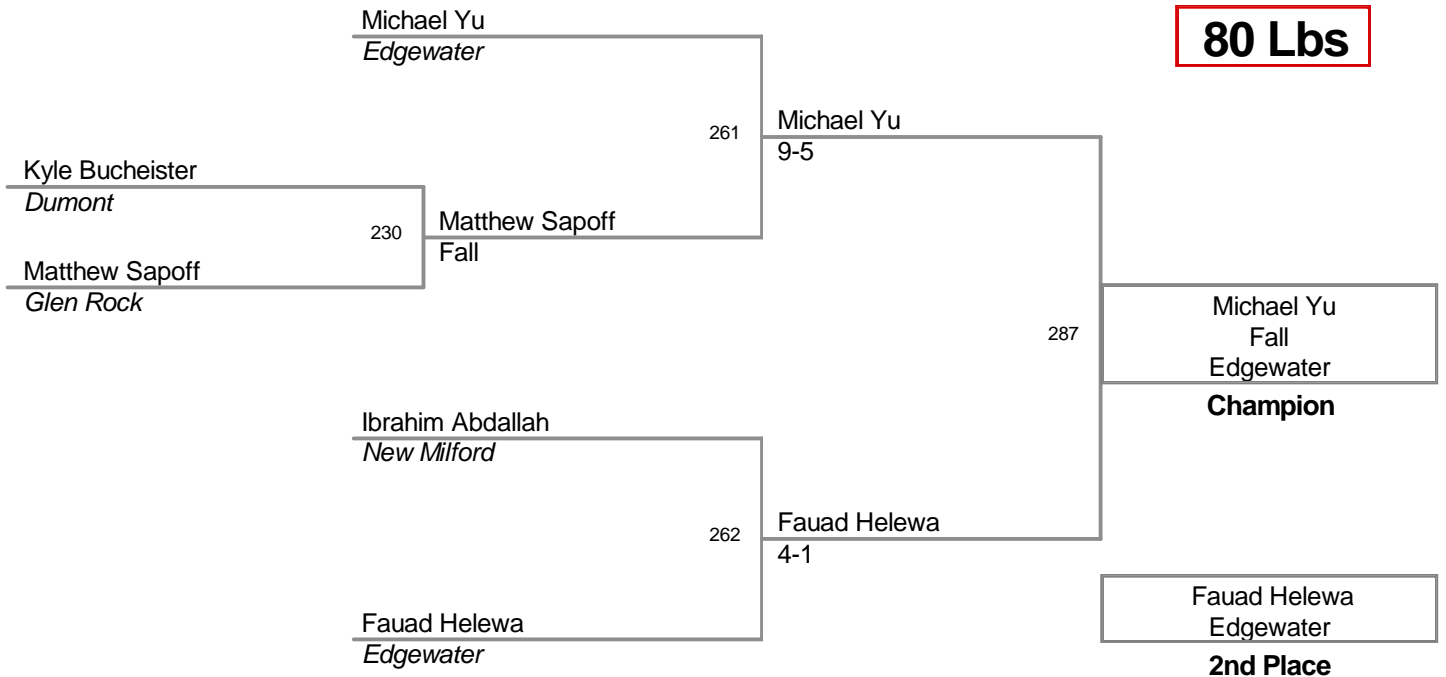 Michael Yu
Edgewater
80 Lbs
261
Michael Yu
9-5
Kyle Bucheister
Dumont
230
Matthew Sapoff
Fall
Matthew Sapoff
Glen Rock
287
Michael Yu
Fall
Edgewater
Champion
Ibrahim Abdallah
New Milford
262
Fauad Helewa
4-1
Fauad Helewa
Edgewater
Fauad Helewa
Edgewater
2nd Place